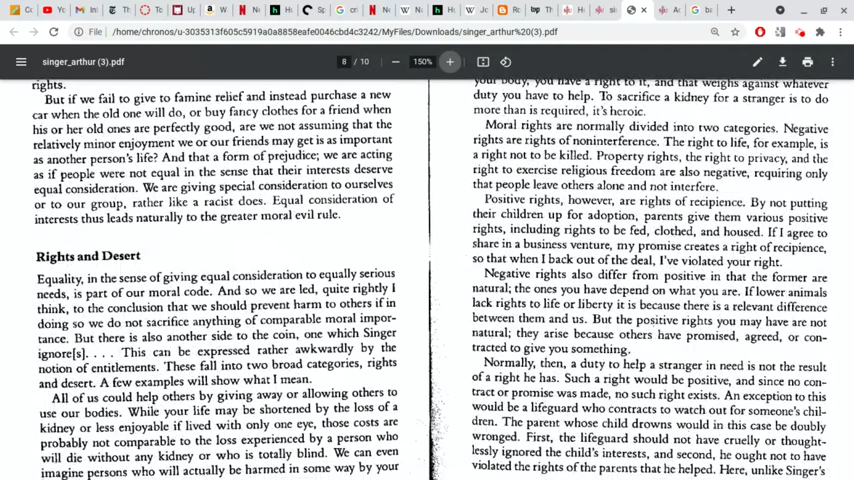 Co
In
Th
To
Up
W
Ne
Hu
Sp
cri
Ne
W
Hu
Je
Ro
Th
He
sin
Ac
ba
File
/home/chronos/u-3035313f605c5919a0a8858eafe0046cbd4c3242/MyFiles/Downloads/singer_arthur%20(3).pdf
singer_arthur (3).pdf
8 / 10
150%
rights.
But if we fail to give to famine relief and instead purchase a new
car when the old one will do, or buy fancy clothes for a friend when
his or her old ones are perfectly good, are we not assuming that the
relatively minor enjoyment we or our friends may get is as important
as another person's life? And that a form of prejudice; we are acting
as if people were not equal in the sense that their interests deserve
equal consideration. We are giving special consideration to ourselves
or to our group, rather like a racist does. Equal consideration of
interests thus leads naturally to the greater moral evil rule.
Rights and Desert
Equality, in the sense of giving equal consideration to equally serious
needs, is part of our moral code. And so we are led, quite rightly I
think, to the conclusion that we should prevent harm to others if in
doing so we do not sacrifice anything of comparable moral impor-
tance. But there is also another side to the coin, one which Singer
ignore[s]. . . . This can be expressed rather awkwardly by the
notion of entitlements. These fall into two broad categories, rights
and desert. A few examples will show what I mean.
All of us could help others by giving away or allowing others to
use our bodies. While your life may be shortened by the loss of a
kidney or less enjoyable if lived with only one eye, those costs are
probably not comparable to the loss experienced by a person who
will die without any kidney or who is totally blind. We can even
imagine persons who will actually be harmed in some way by your
your body, you have a right to it, and that weighs against whatever
duty you have to help. To sacrifice a kidney for a stranger is to do
more than is required, it's heroic.
Moral rights are normally divided into two categories. Negative
rights are rights of noninterference. The right to life, for example, is
a right not to be killed. Property rights, the right to privacy, and the
right to exercise religious freedom are also negative, requiring only
that people leave others alone and not interfere.
Positive rights, however, are rights of recipience. By not putting
their children up for adoption, parents give them various positive
rights, including rights to be fed, clothed, and housed. If I agree to
share in a business venture, my promise creates a right of recipience,
so that when I back out of the deal, I've violated your right.
Negative rights also differ from positive in that the former are
natural; the ones you have depend on what you are. If lower animals
lack rights to life or liberty it is because there is a relevant difference
between them and us. But the positive rights you may have are not
natural; they arise because others have promised, agreed, or con-
tracted to give you something.
Normally, then, a duty to help a stranger in need is not the result
of a right he has. Such a right would be positive, and since no con-
tract or promise was made, no such right exists. An exception to this
would be a lifeguard who contracts to watch out for someone's chil-
dren. The parent whose child drowns would in this case be doubly
wronged. First, the lifeguard should not have cruelly or thought-
lessly ignored the child's interests, and second, he ought not to have
violated the rights of the parents that he helped. Here, unlike Singer's